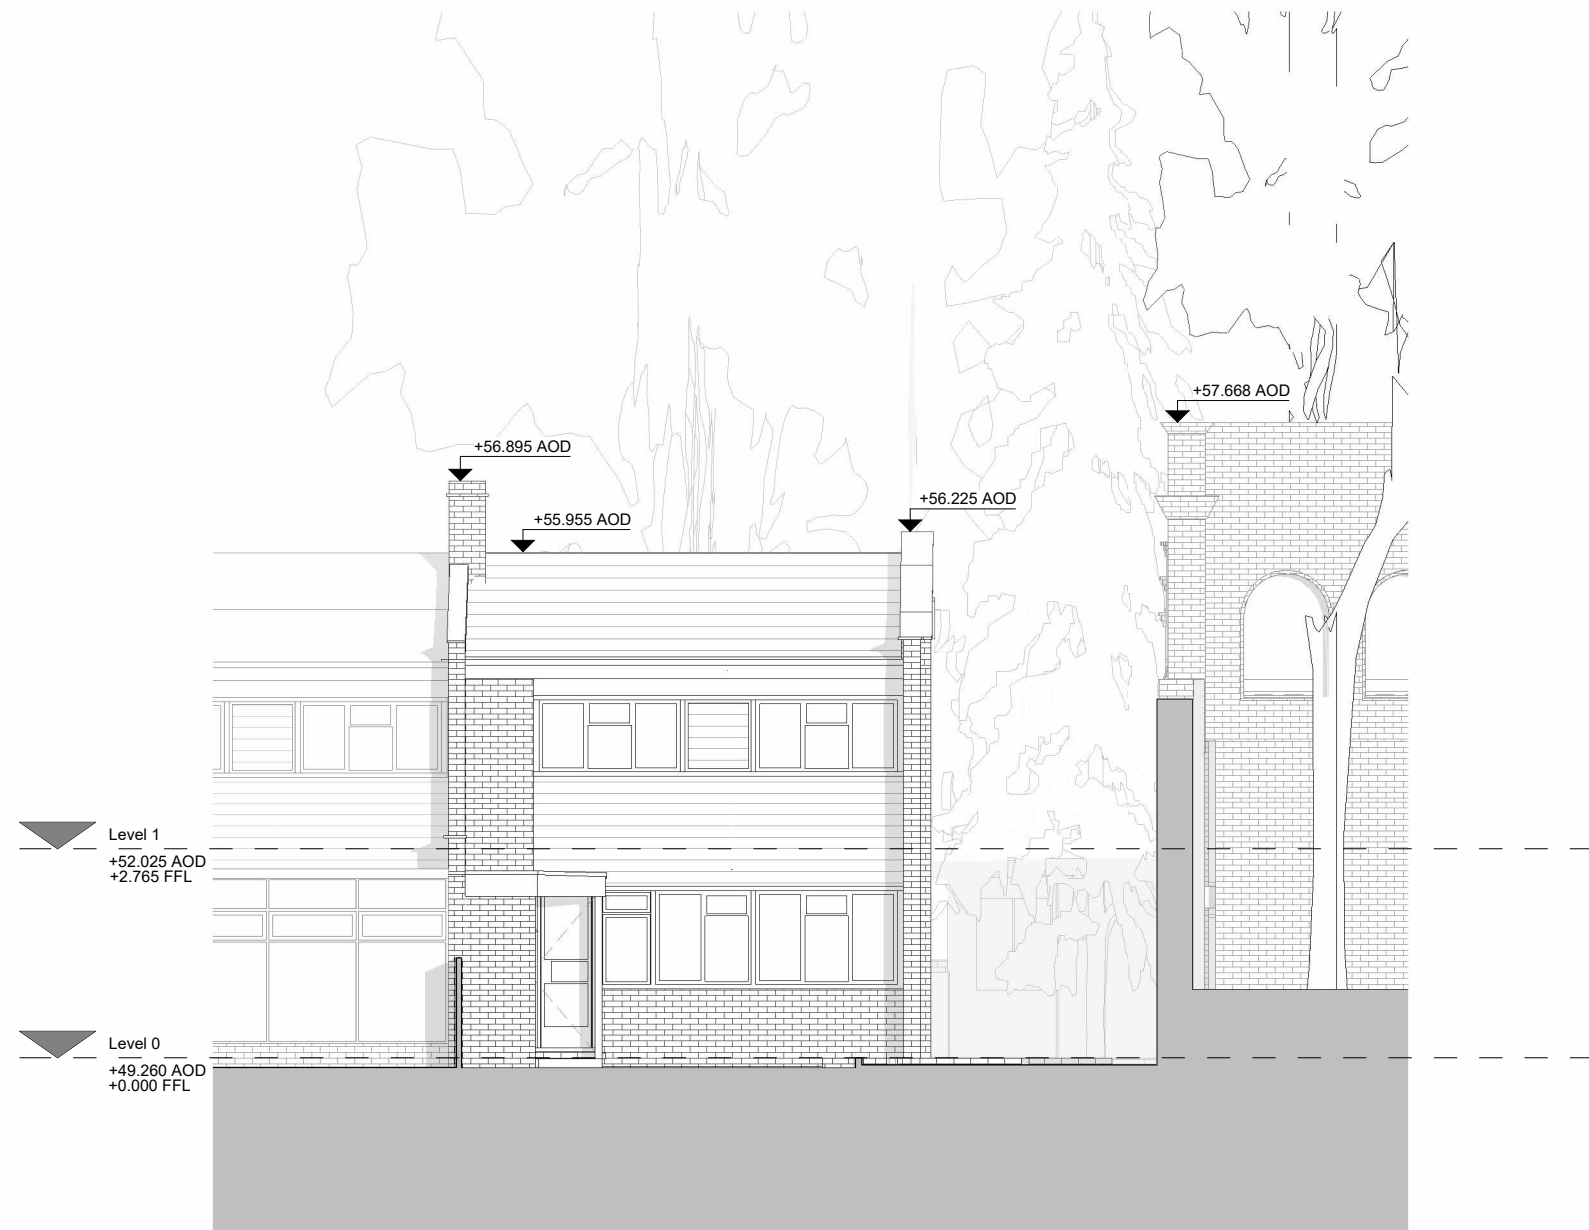 +57.668 AOD
+56.895 AOD
+56.225 AOD
+55.955 AOD
Level 1
+52.025 AOD
+2.765 FFL
Level 0
+49.260 AOD
+0.000 FFL